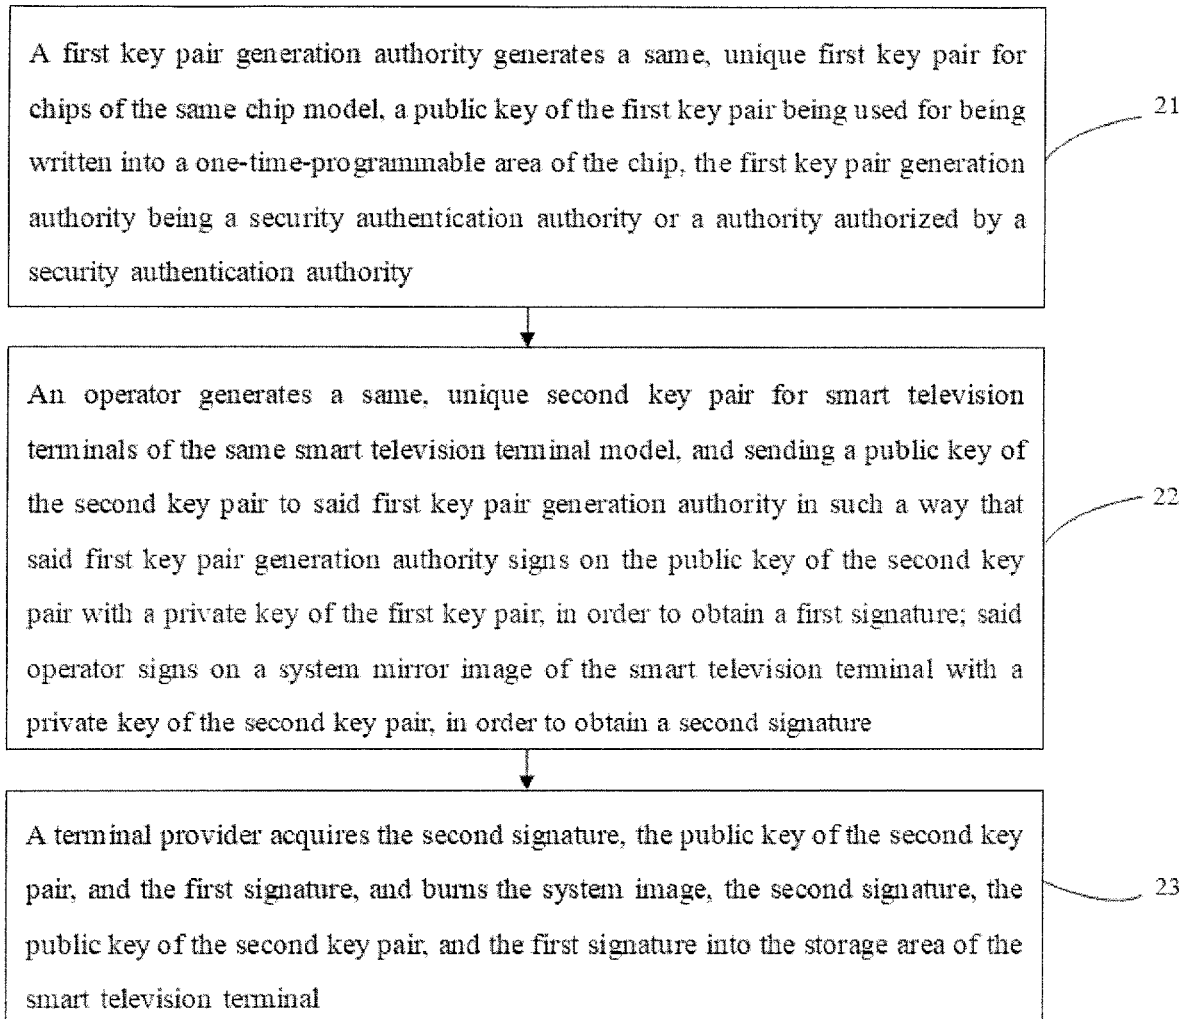 A first key pair generation authority generates a same, unique first key pair for
chips of the same chip model, a public key of the first key pair being used for being
written into a one-time-programmable area of the chip, the first key pair generation
authority being a security authentication authority or a authority authorized by a
security authentication authority
21
An operator generates a same, unique second key pair for smart television
terminals of the same smart television terminal model, and sending a public key of
the second key pair to said first key pair generation authority in such a way that
said first key pair generation authority signs on the public key of the second key
pair with a private key of the first key pair, in order to obtain a first signature; said
operator signs on a system mirror image of the smart television terminal with a
private key of the second key pair, in order to obtain a second signature
22
A terminal provider acquires the second signature, the public key of the second key
pair, and the first signature, and burns the system image, the second signature, the
public key of the second key pair, and the first signature into the storage area of the
smart television terminal
23